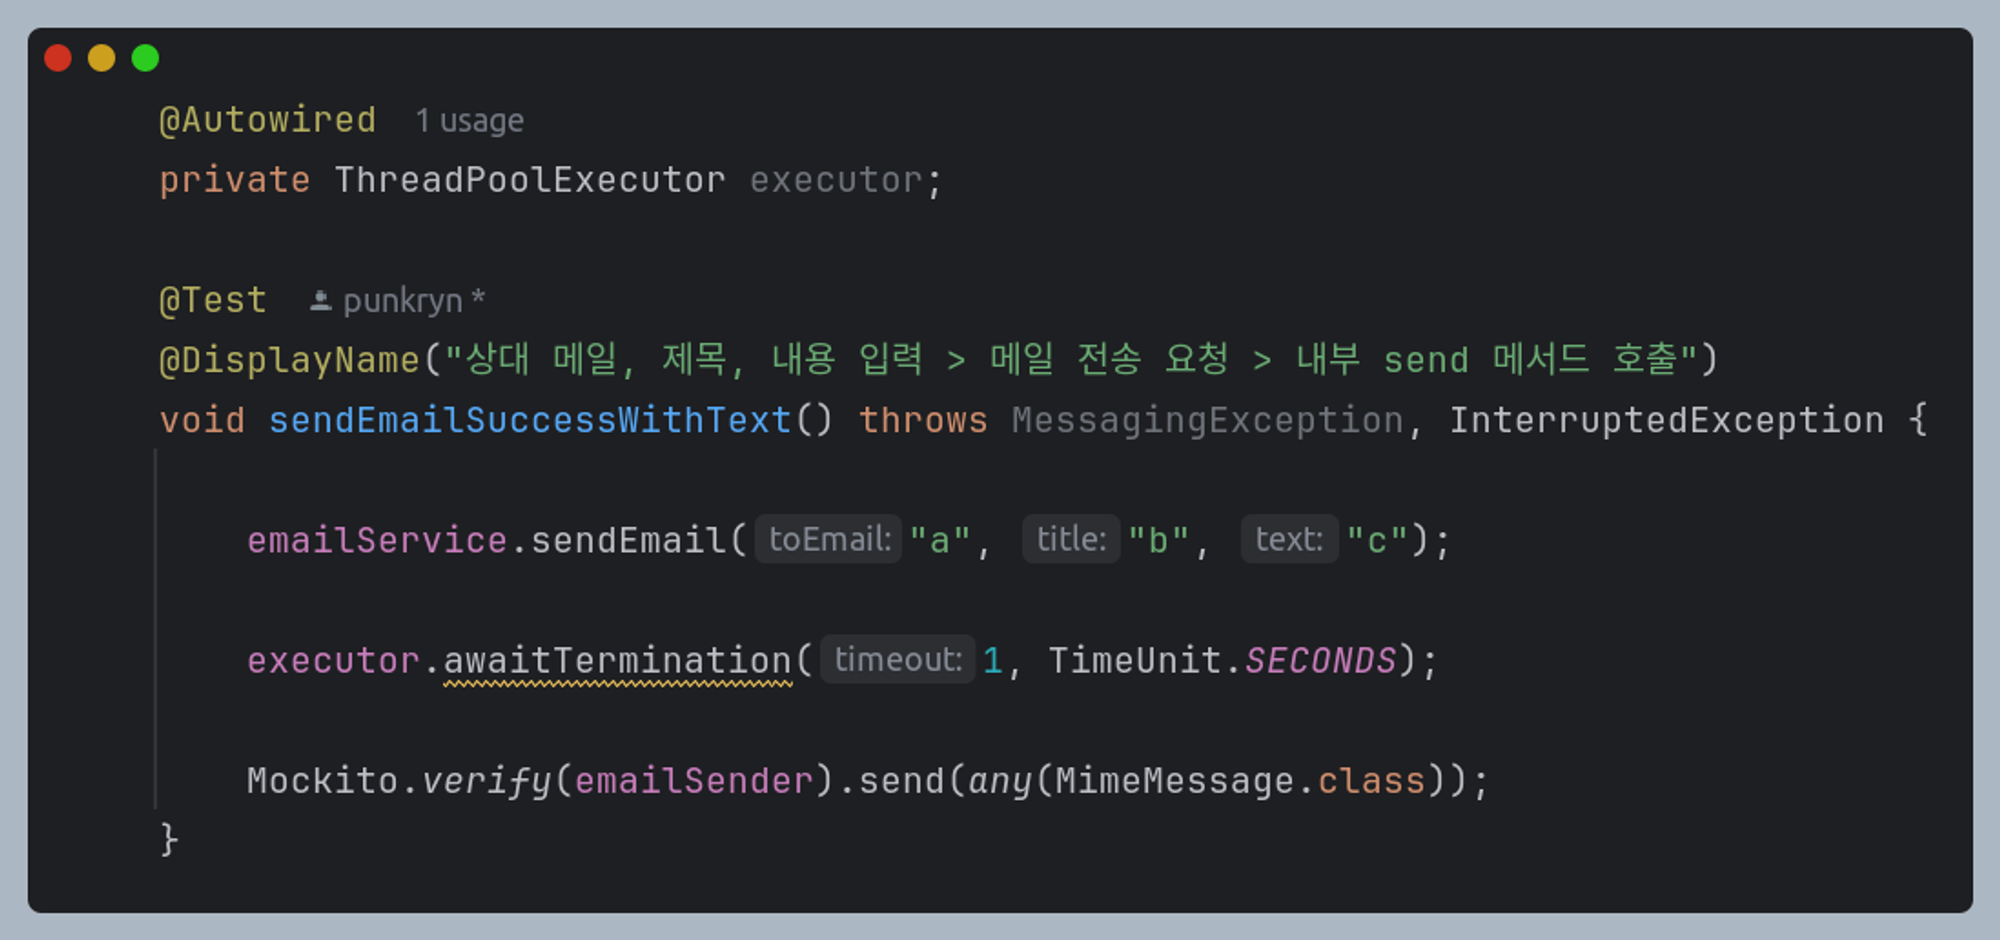 @Autowired 1 usage
private ThreadPoolExecutor executor;
@Test punkryn *
@DisplayName("상대 메일, 제목, 내용 입력 > 메일 전송 요청 > 내부 send 메서드 호출")
void sendEmailSuccessWithText() throws MessagingException, InterruptedException {
emailService.sendEmail( toEmail: "a", title: "b", text: "c");
executor.awaitTermination( timeout: 1, TimeUnit.SECONDS);
Mockito.verify(emailSender).send(any(MimeMessage.class));
}